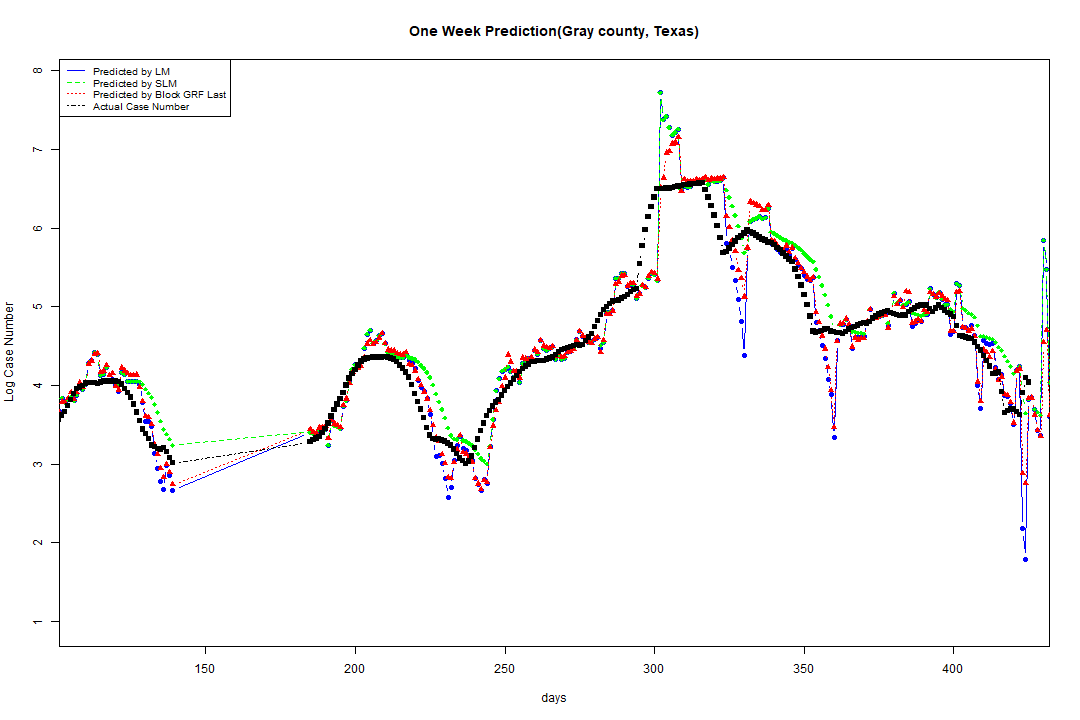 One Week Prediction(Gray county, Texas)
Predicted by LM
Predicted by SLM
Predicted by Block GRF Last
Actual Case Number
8
7
6
5
4
3
2
1
Log Case Number
150 200 250 300 350 400
days